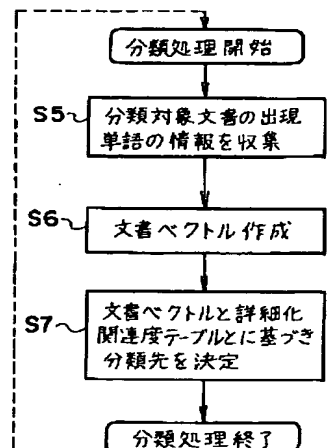 分類処理開始
S5
分類対象文書の出現
単語の情報を収集
S6
文書ベクトル作成
S7
文書ベクトルと詳細化
関連度テーブルとに基づき
分類先を決定
分類処理終了